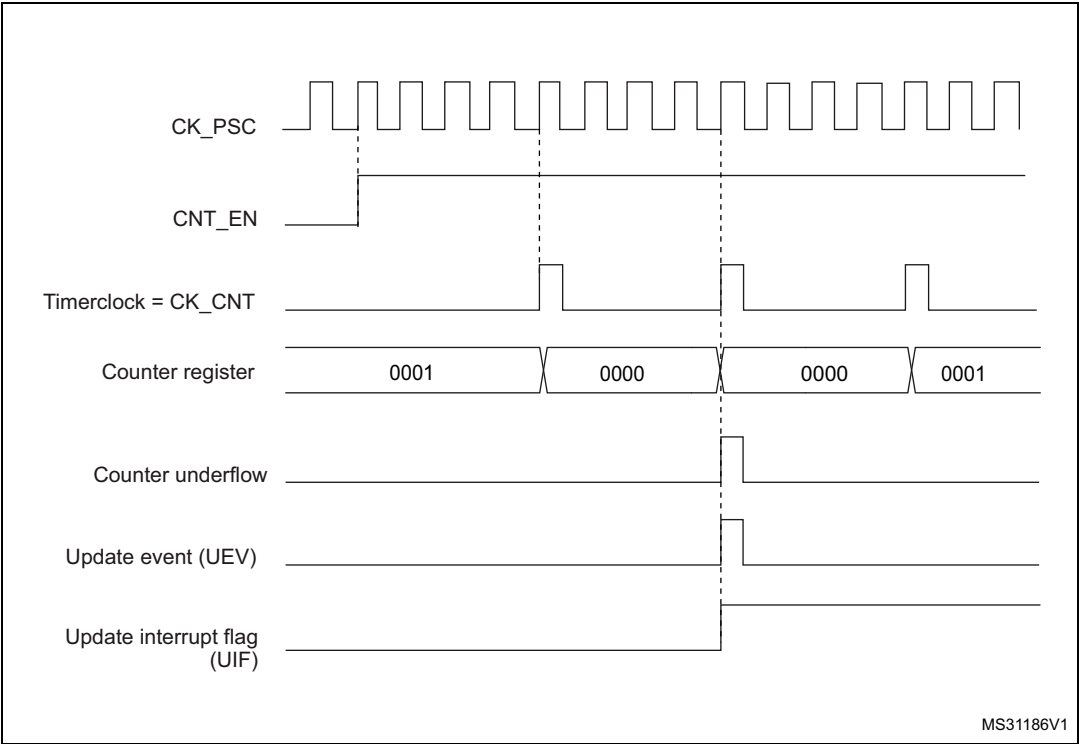 CK_PSC
CNT_EN
Timerclock = CK_CNT
Counter register
0001
0000
0000
0001
Counter underflow
Update event (UEV)
Update interrupt flag
(UIF)
MS31186V1